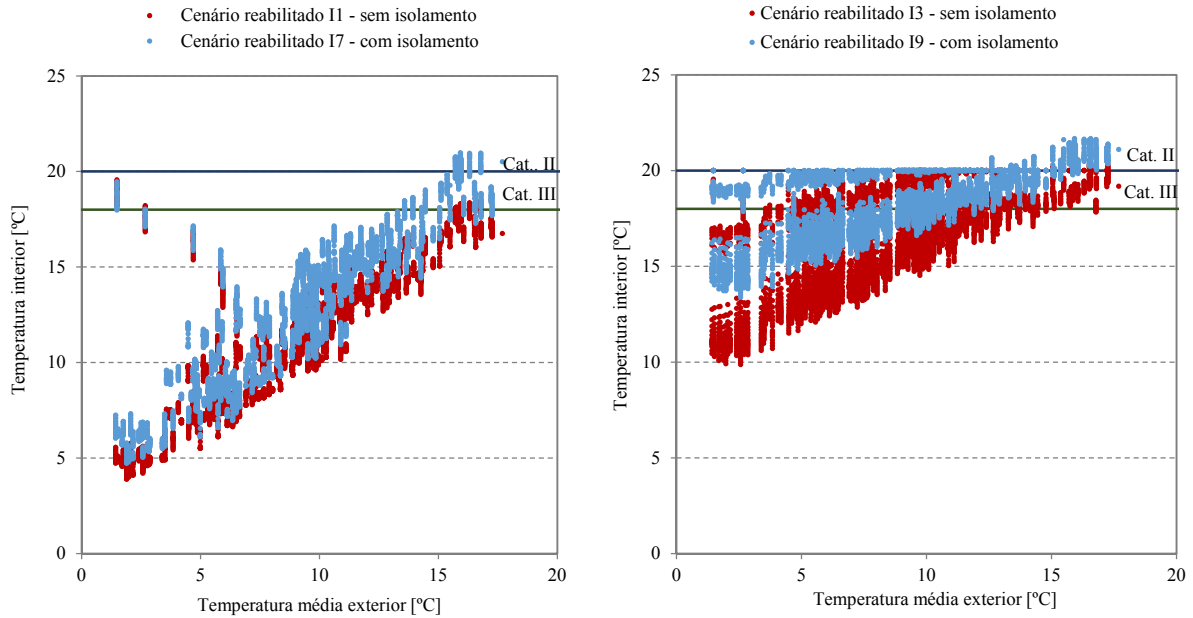 Cenário reabilitado I1 - sem isolamento
Cenário reabilitado I7 - com isolamento
25
20
15
10
5
0
0
5
10
15
20
Cat.. II
Cat. III
Temperatura interior [ºC]
Temperatura média exterior [ºC]
Cenário reabilitado I3 - sem isolamento
Cenário reabilitado I9 - com isolamento
25
20
15
10
5
0
0
5
10
15
20
Cat. II
Cat. III
Temperatura interior [ºC]
Temperatura média exterior [ºC]